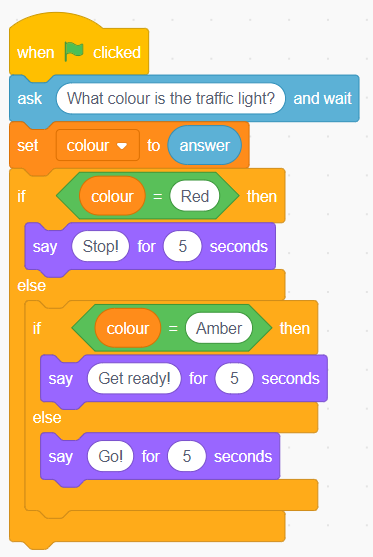 when clicked
ask What colour is the traffic light? and wait
set colour to answer
if colour = Red then
say Stop! for 5 seconds
else
if colour = Amber then
say Get ready! for 5 seconds
else
say Go! for 5 seconds